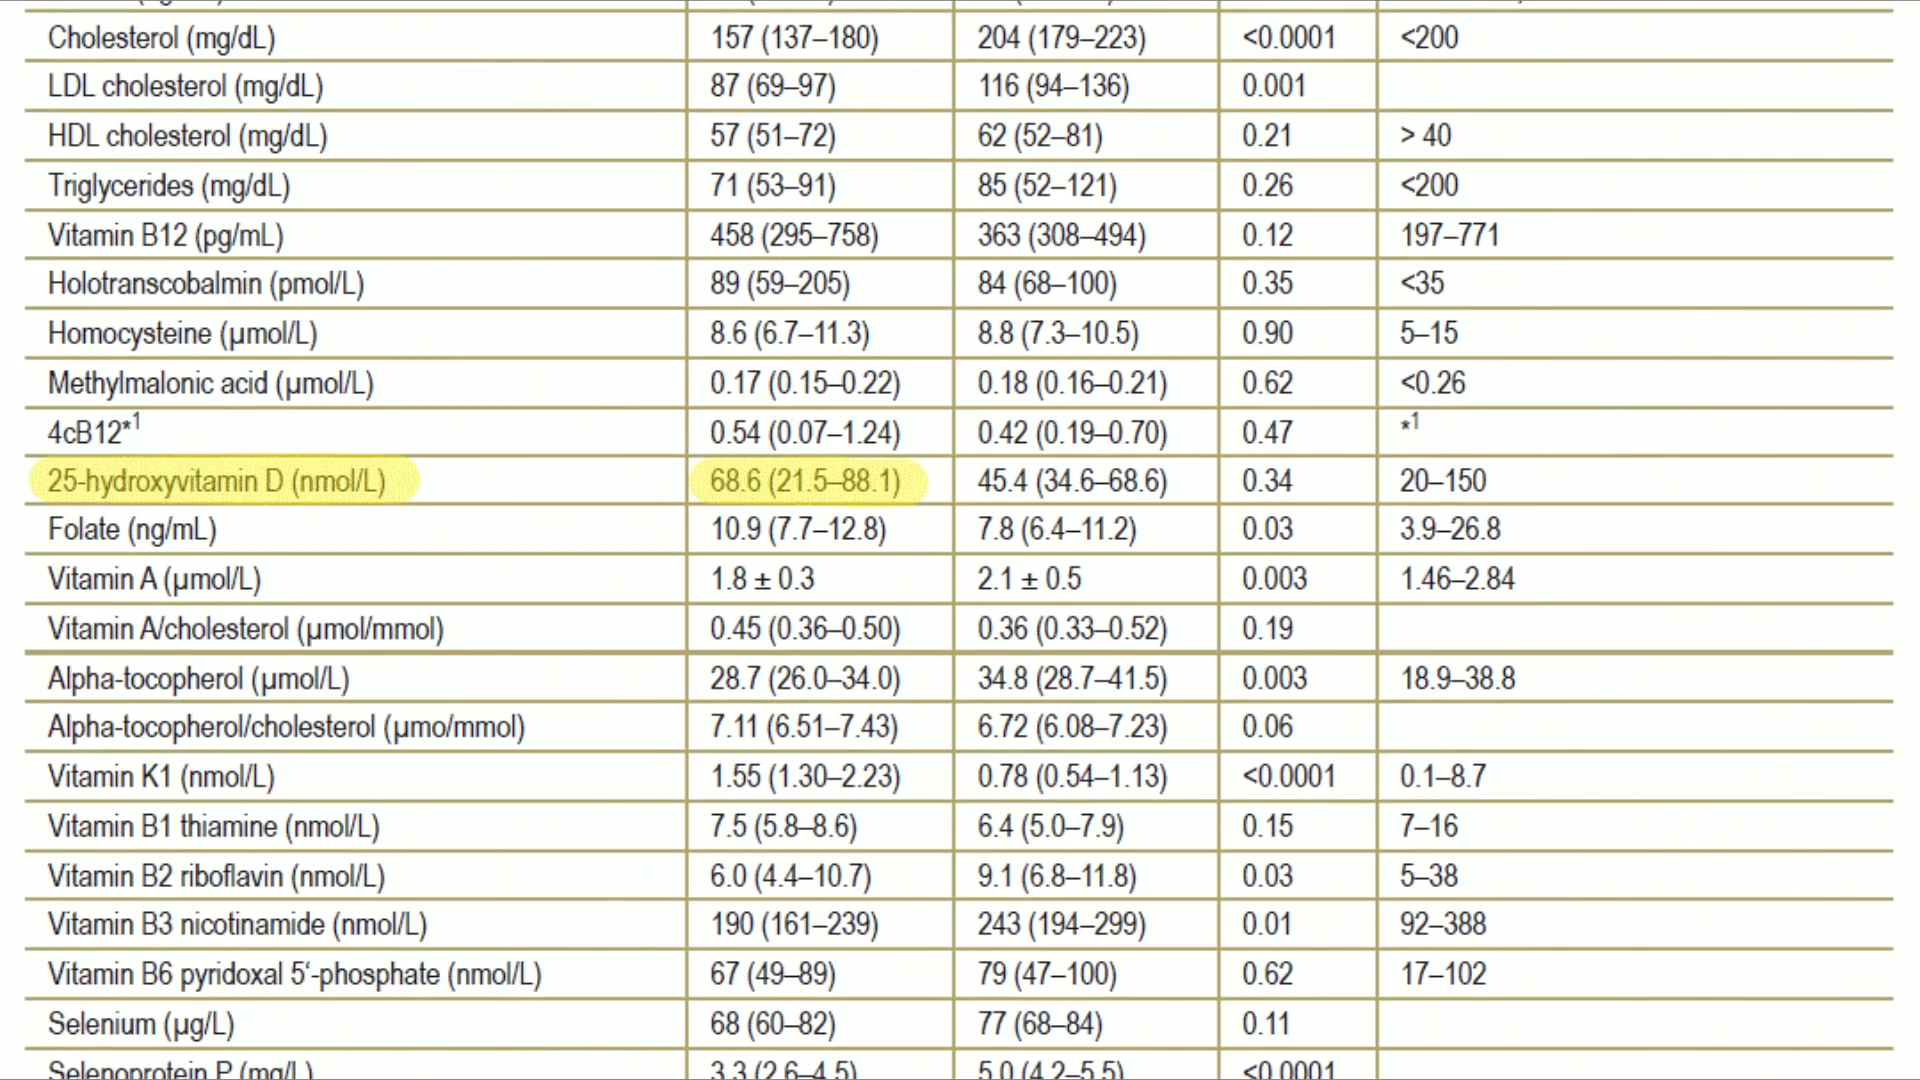 Cholesterol (mg/dL) 157 (137–180) 204 (179–223) <0.0001 <200
LDL cholesterol (mg/dL) 87 (69–97) 116 (94–136) 0.001
HDL cholesterol (mg/dL) 57 (51–72) 62 (52–81) 0.21 > 40
Triglycerides (mg/dL) 71 (53–91) 85 (52–121) 0.26 <200
Vitamin B12 (pg/mL) 458 (295–758) 363 (308–494) 0.12 197–771
Holotranscobalmin (pmol/L) 89 (59–205) 84 (68–100) 0.35 <35
Homocysteine (µmol/L) 8.6 (6.7–11.3) 8.8 (7.3–10.5) 0.90 5–15
Methylmalonic acid (µmol/L) 0.17 (0.15–0.22) 0.18 (0.16–0.21) 0.62 <0.26
4cB12*1 0.54 (0.07–1.24) 0.42 (0.19–0.70) 0.47 *1
25-hydroxyvitamin D (nmol/L) 68.6 (21.5–88.1) 45.4 (34.6–68.6) 0.34 20–150
Folate (ng/mL) 10.9 (7.7–12.8) 7.8 (6.4–11.2) 0.03 3.9–26.8
Vitamin A (µmol/L) 1.8 ± 0.3 2.1 ± 0.5 0.003 1.46–2.84
Vitamin A/cholesterol (µmol/mmol) 0.45 (0.36–0.50) 0.36 (0.33–0.52) 0.19
Alpha-tocopherol (µmol/L) 28.7 (26.0–34.0) 34.8 (28.7–41.5) 0.003 18.9–38.8
Alpha-tocopherol/cholesterol (µmo/mmol) 7.11 (6.51–7.43) 6.72 (6.08–7.23) 0.06
Vitamin K1 (nmol/L) 1.55 (1.30–2.23) 0.78 (0.54–1.13) <0.0001 0.1–8.7
Vitamin B1 thiamine (nmol/L) 7.5 (5.8–8.6) 6.4 (5.0–7.9) 0.15 7–16
Vitamin B2 riboflavin (nmol/L) 6.0 (4.4–10.7) 9.1 (6.8–11.8) 0.03 5–38
Vitamin B3 nicotinamide (nmol/L) 190 (161–239) 243 (194–299) 0.01 92–388
Vitamin B6 pyridoxal 5‘-phosphate (nmol/L) 67 (49–89) 79 (47–100) 0.62 17–102
Selenium (µg/L) 68 (60–82) 77 (68–84) 0.11
Selenoprotein P (mg/L) 3.3 (2.6–4.5) 5.0 (4.2–5.5) <0.0001